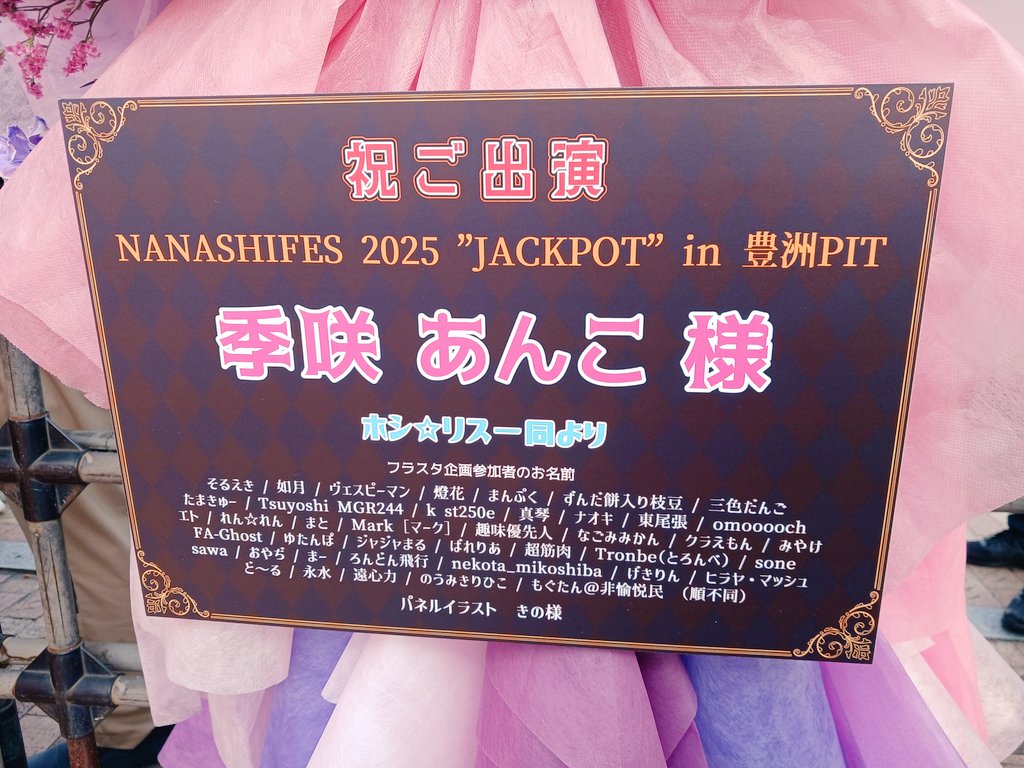 祝ご出演
NANASHIFES 2025 ”JACKPOT” in 豊洲PIT
季咲 あんこ 様
ホシ☆リス一同より
フラスタ企画参加者のお名前
そるえき / 如月 / ヴェスピーマン / 燈花 / まんぷく / ずんだ餅入り枝豆 / 三色だんご
たまきゅー / Tsuyoshi MGR244 / k st250e / 真琴 / ナオキ / 東尾張 / omooooch
エト / れん☆れん / まと / Mark [マーク] / 趣味優先人 / なごみみかん / クラえもん / みやけ
FA-Ghost / ゆたんぱ / ジャジャまる / ぱれりあ / 超筋肉 / Tronbe(とろんべ) / sone
sawa / おやら / まー / ろんどん飛行 / nekota_mikoshiba / げきりん / ヒラヤ・マッシュ
ど〜る / 永水 / 遠心力 / のうみきりひこ / もぐたん@非愉悦民 (順不同)
パネルイラスト きの様